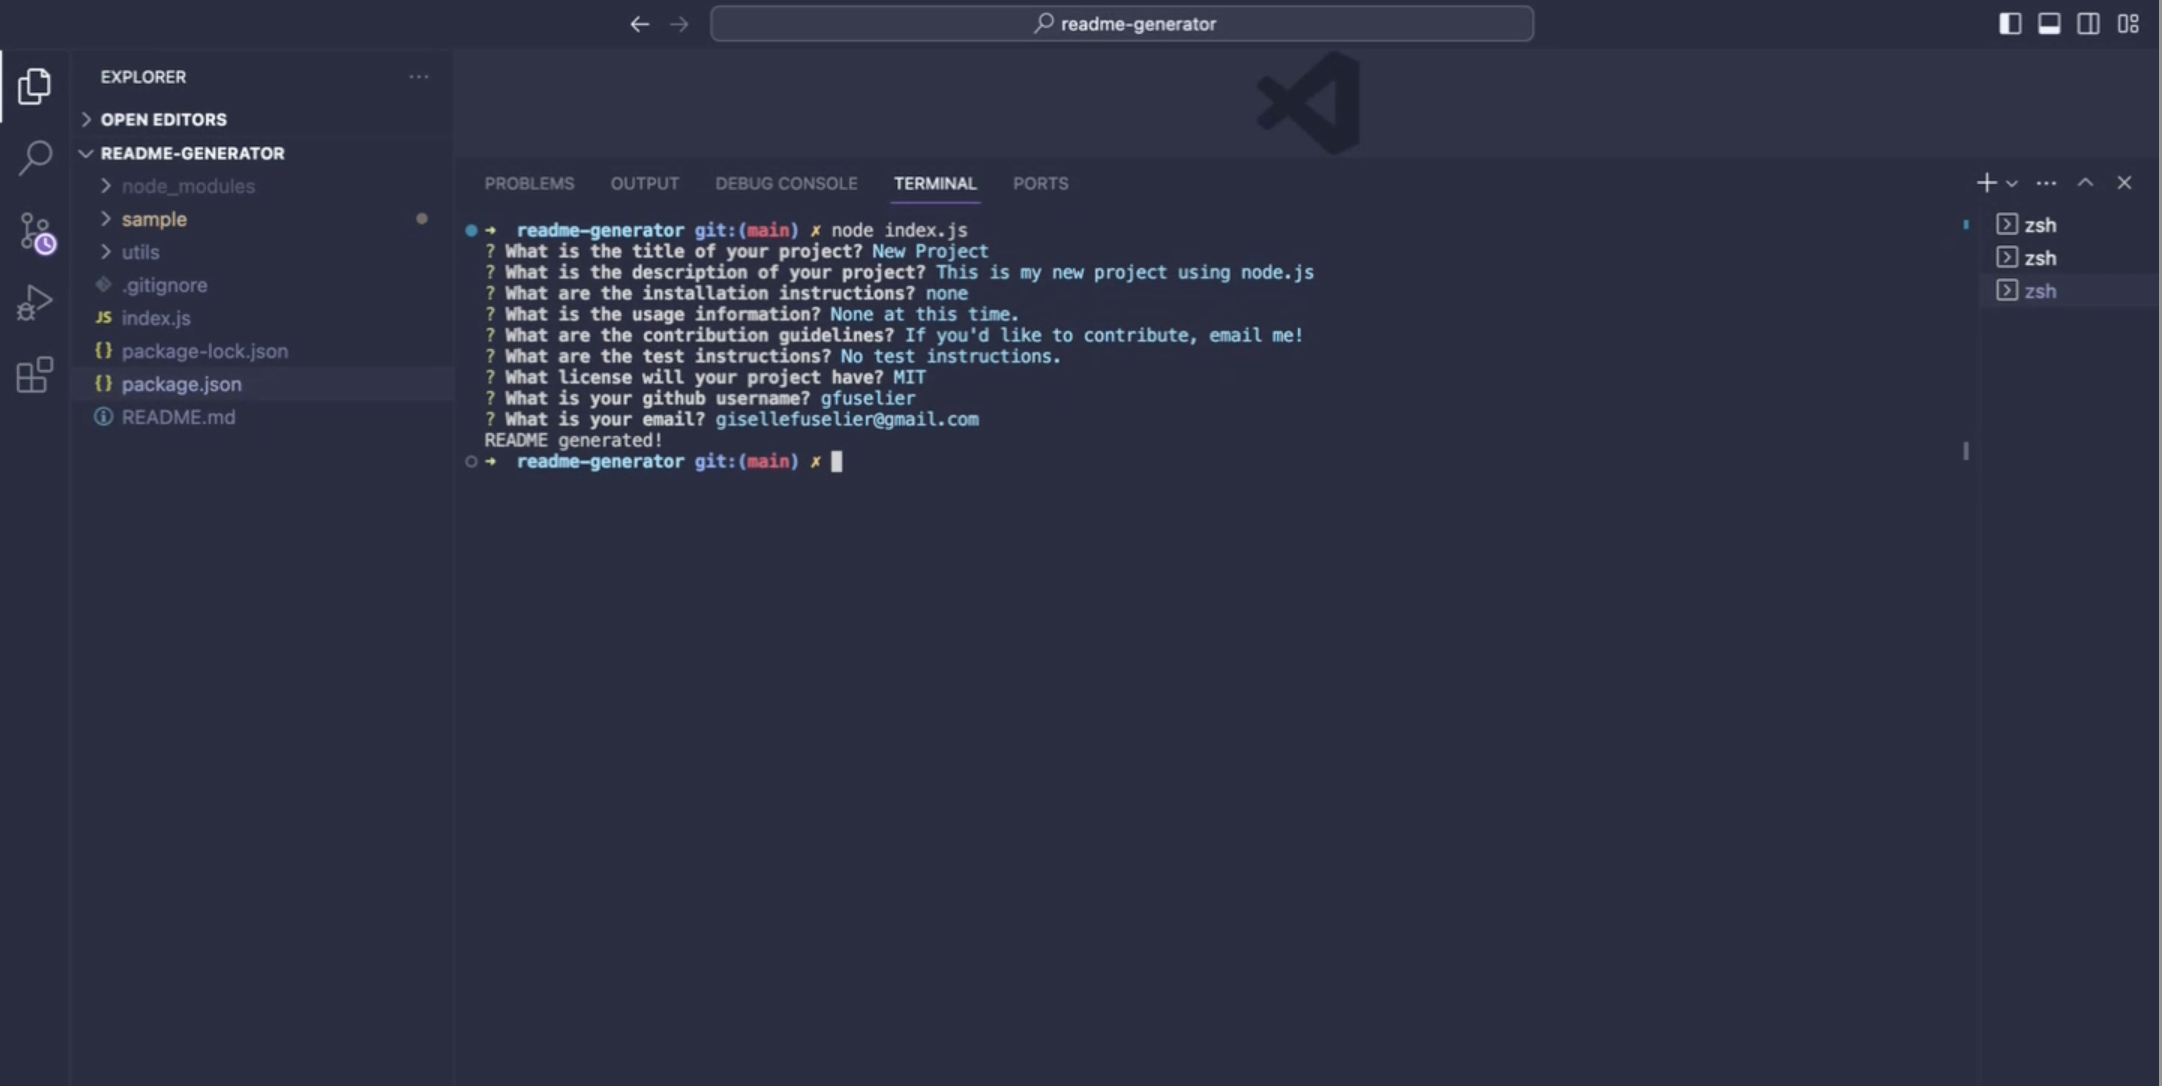 readme-generator
EXPLORER
OPEN EDITORS
README-GENERATOR
node_modules
sample
utils
.gitignore
JS index.js
{} package-lock.json
{} package.json
README.md
PROBLEMS OUTPUT DEBUG CONSOLE TERMINAL PORTS
➜ readme-generator git:(main) ✗ node index.js
? What is the title of your project? New Project
? What is the description of your project? This is my new project using node.js
? What are the installation instructions? none
? What is the usage information? None at this time.
? What are the contribution guidelines? If you'd like to contribute, email me!
? What are the test instructions? No test instructions.
? What license will your project have? MIT
? What is your github username? gfuselier
? What is your email? gisellefuselier@gmail.com
README generated!
➜ readme-generator git:(main) ✗
zsh
zsh
zsh